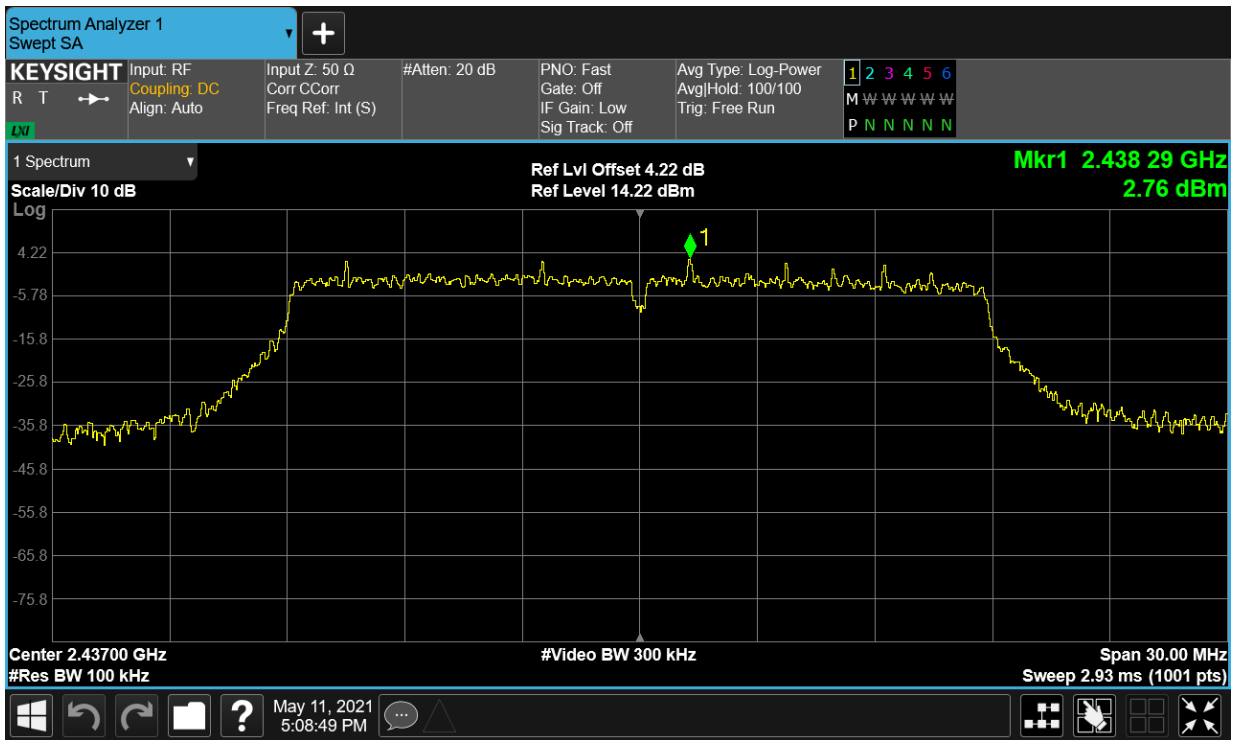 Spectrum Analyzer 1
Swept SA
KEYSIGHT
R T
LXI
Input: RF
Coupling: DC
Align: Auto
Input Z: 50 Ω
Corr CCorr
Freq Ref: Int (S)
#Atten: 20 dB
PNO: Fast
Gate: Off
IF Gain: Low
Sig Track: Off
Avg Type: Log-Power
Avg|Hold: 100/100
Trig: Free Run
1 2 3 4 5 6
M W W W W W
P N N N N N
1 Spectrum
Scale/Div 10 dB
Log
Ref Lvl Offset 4.22 dB
Ref Level 14.22 dBm
Mkr1 2.438 29 GHz
2.76 dBm
1
4.22
-5.78
-15.8
-25.8
-35.8
-45.8
-55.8
-65.8
-75.8
Center 2.43700 GHz
#Res BW 100 kHz
#Video BW 300 kHz
Span 30.00 MHz
Sweep 2.93 ms (1001 pts)
?
May 11, 2021
5:08:49 PM